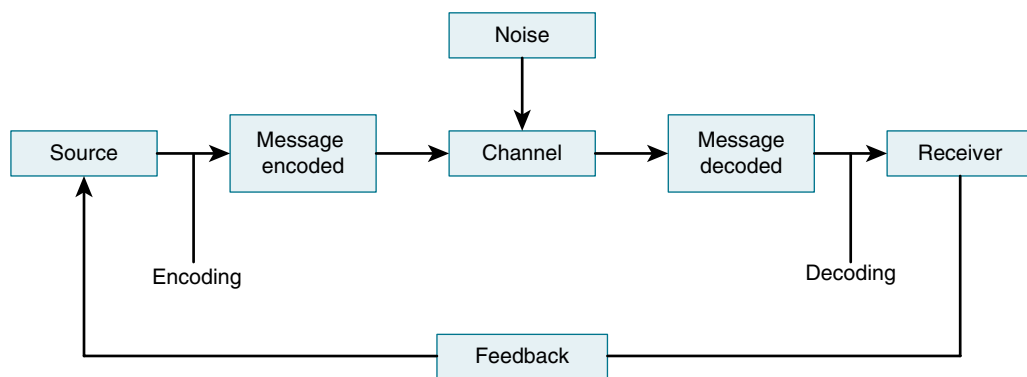 Noise
Source
Message
encoded
Channel
Message
decoded
Receiver
Encoding
Decoding
Feedback